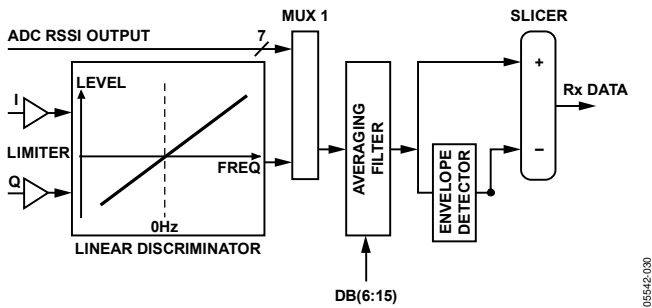 MUX 1
SLICER
ADC RSSI OUTPUT
7
LEVEL
I
LIMITER
Q
FREQ
0Hz
LINEAR DISCRIMINATOR
AVERAGING
FILTER
ENVELOPE
DETECTOR
+
–
Rx DATA
DB(6:15)
05542-030